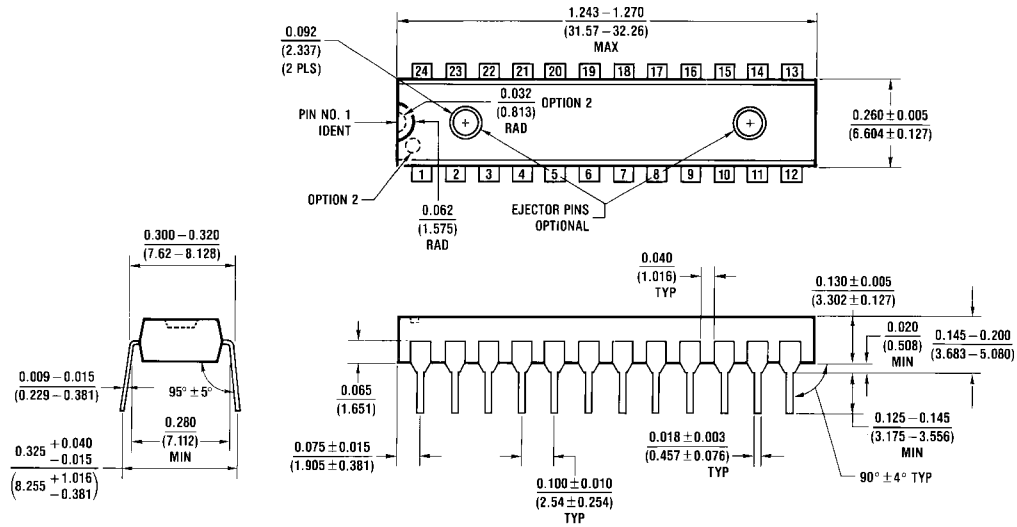 1.243 – 1.270
(31.57 – 32.26)
MAX
0.092
(2.337)
(2 PLS)
24 23 22 21 20 19 18 17 16 15 14 13
0.032
(0.813)
RAD
OPTION 2
PIN NO. 1
IDENT
0.260 ± 0.005
(6.604 ± 0.127)
1 2 3 4 5 6 7 8 9 10 11 12
OPTION 2
0.062
(1.575)
RAD
EJECTOR PINS
OPTIONAL
0.300 – 0.320
(7.62 – 8.128)
0.040
(1.016)
TYP
0.130 ± 0.005
(3.302 ± 0.127)
0.020
(0.508)
MIN
0.145 – 0.200
(3.683 – 5.080)
0.009 – 0.015
(0.229 – 0.381)
95° ± 5°
0.280
(7.112)
MIN
0.065
(1.651)
0.125 – 0.145
(3.175 – 3.556)
MIN
0.325 +0.040
–0.015
(8.255 +1.016
–0.381)
0.075 ± 0.015
(1.905 ± 0.381)
0.100 ± 0.010
(2.54 ± 0.254)
TYP
0.018 ± 0.003
(0.457 ± 0.076)
TYP
90° ± 4° TYP